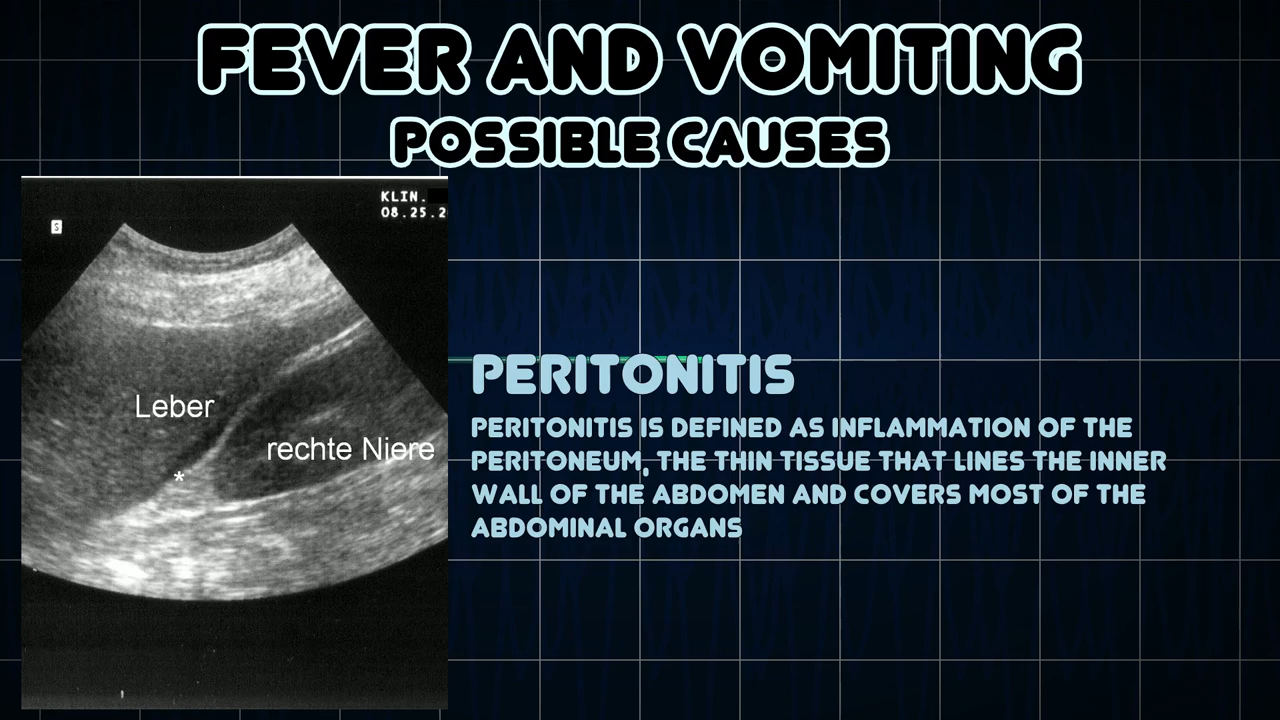 FEVER AND VOMITING
POSSIBLE CAUSES
KLIN.
S
08.25.2
Leber
rechte Niere
*
PERITONITIS
PERITONITIS IS DEFINED AS INFLAMMATION OF THE
PERITONEUM, THE THIN TISSUE THAT LINES THE INNER
WALL OF THE ABDOMEN AND COVERS MOST OF THE
ABDOMINAL ORGANS